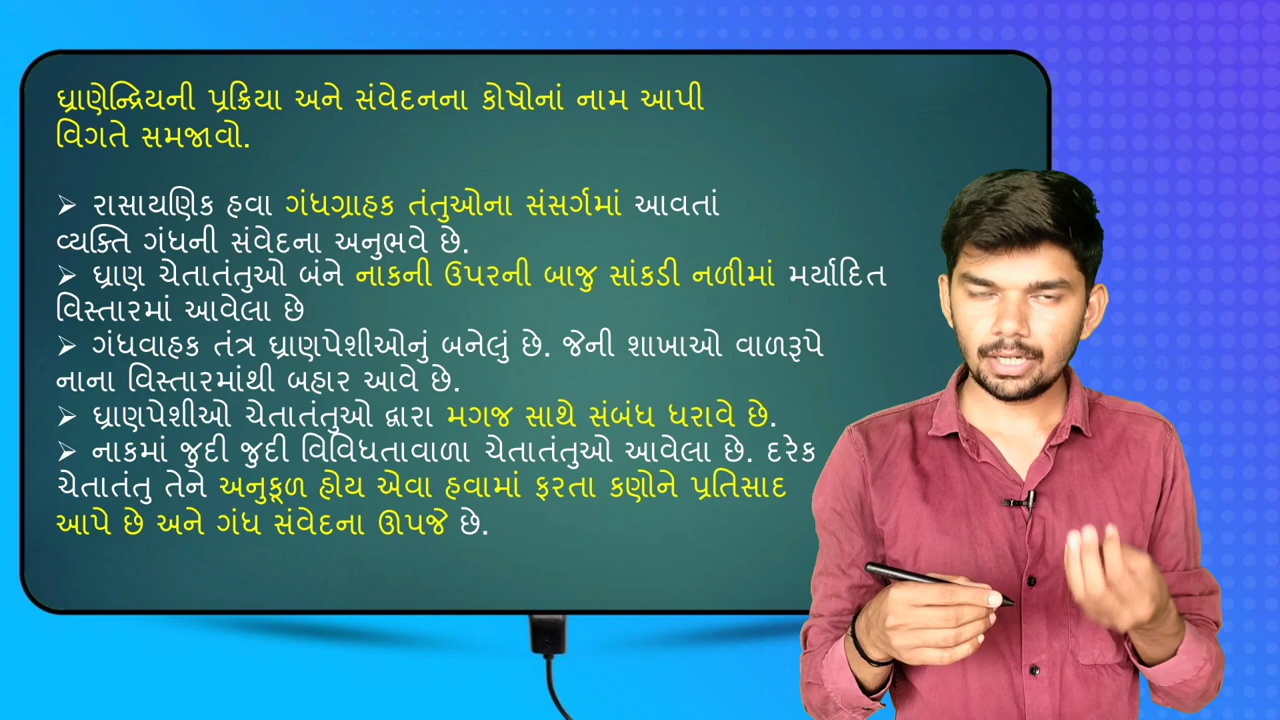 ઘ્રાણેન્દ્રિયની પ્રક્રિયા અને સંવેદનના કોષોનાં નામ આપી
વિગતે સમજાવો.
➢ રાસાયણિક હવા ગંધગ્રાહક તંતુઓના સંસર્ગમાં આવતાં
વ્યક્તિ ગંધની સંવેદના અનુભવે છે.
➢ ઘ્રાણ ચેતાતંતુઓ બંને નાકની ઉપરની બાજુ સાંકડી નળીમાં મર્યાદિત
વિસ્તારમાં આવેલા છે
➢ ગંધવાહક તંત્ર ઘ્રાણપેશીઓનું બનેલું છે. જેની શાખાઓ વાળરૂપે
નાના વિસ્તારમાંથી બહાર આવે છે.
➢ ઘ્રાણપેશીઓ ચેતાતંતુઓ દ્વારા મગજ સાથે સંબંધ ધરાવે છે.
➢ નાકમાં જુદી જુદી વિવિધતાવાળા ચેતાતંતુઓ આવેલા છે. દરેક
ચેતાતંતુ તેને અનુકૂળ હોય એવા હવામાં ફરતા કણોને પ્રતિસાદ
આપે છે અને ગંધ સંવેદના ઊપજે છે.